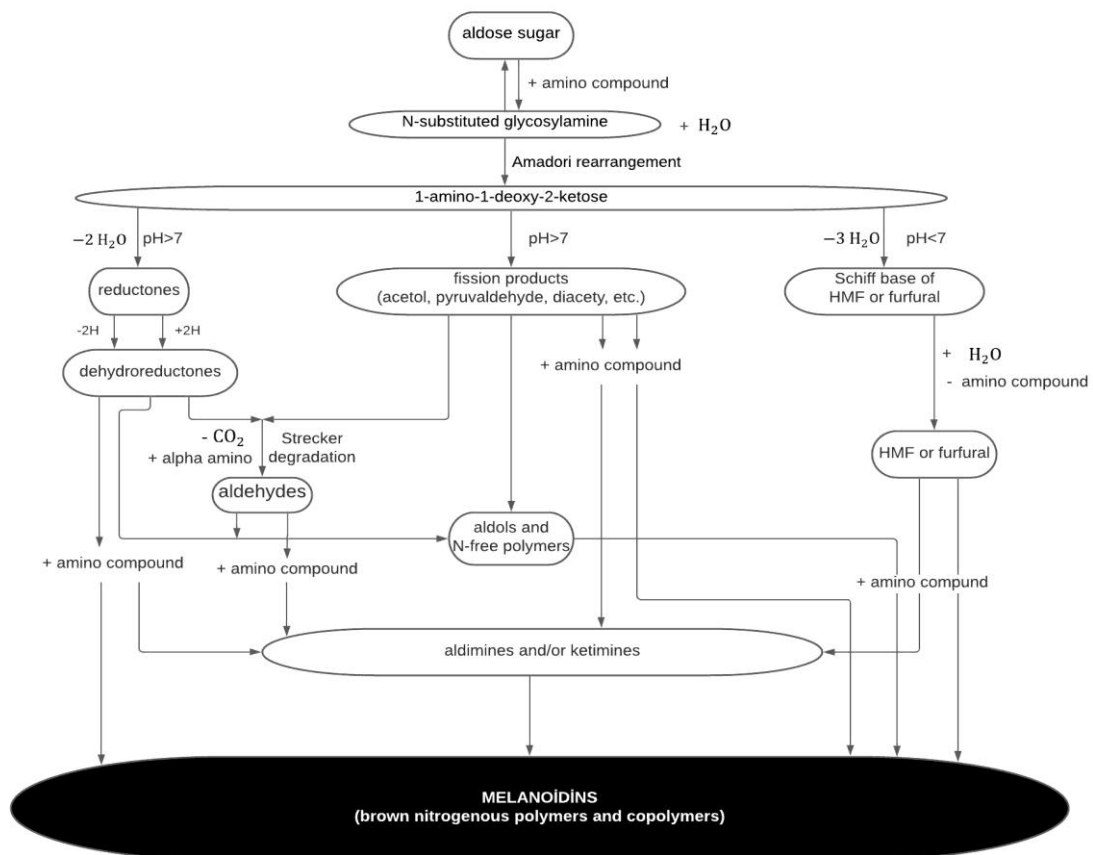 aldose sugar
+ amino compound
N-substituted glycosylamine
+ H₂O
Amadori rearrangement
1-amino-1-deoxy-2-ketose
−2 H₂O
pH>7
pH>7
−3 H₂O
pH<7
reductones
fission products
(acetol, pyruvaldehyde, diacety, etc.)
Schiff base of
HMF or furfural
-2H
+2H
dehydroreductones
+ amino compound
+ H₂O
- amino compound
- CO₂
+ alpha amino
Strecker
degradation
HMF or furfural
aldehydes
aldols and
N-free polymers
+ amino compound
+ amino compound
+ amino compund
aldimines and/or ketimines
MELANOİDİNS
(brown nitrogenous polymers and copolymers)